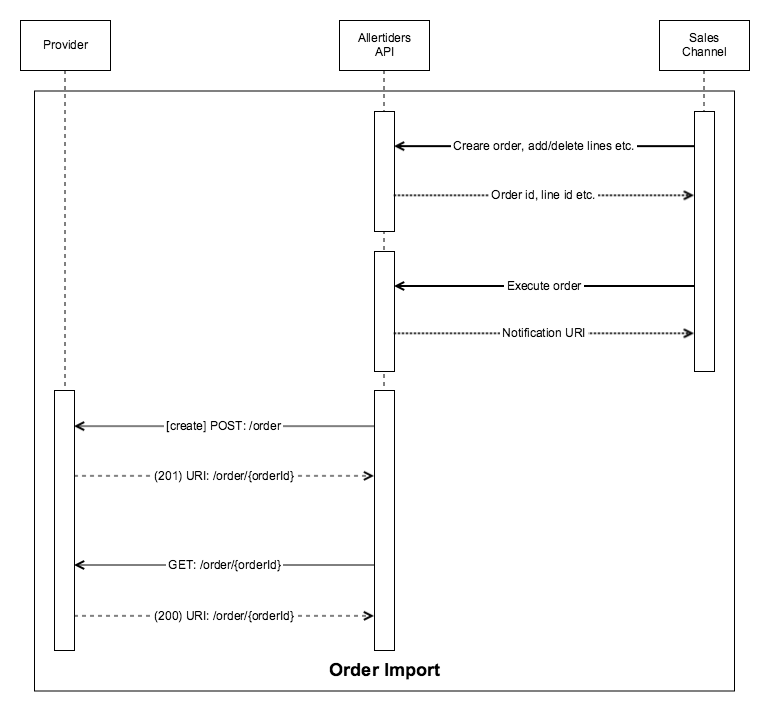 Provider
Allertiders
API
Sales
Channel
Creare order, add/delete lines etc.
Order id, line id etc.
Execute order
Notification URI
[create] POST: /order
(201) URI: /order/{orderId}
GET: /order/{orderId}
(200) URI: /order/{orderId}
Order Import